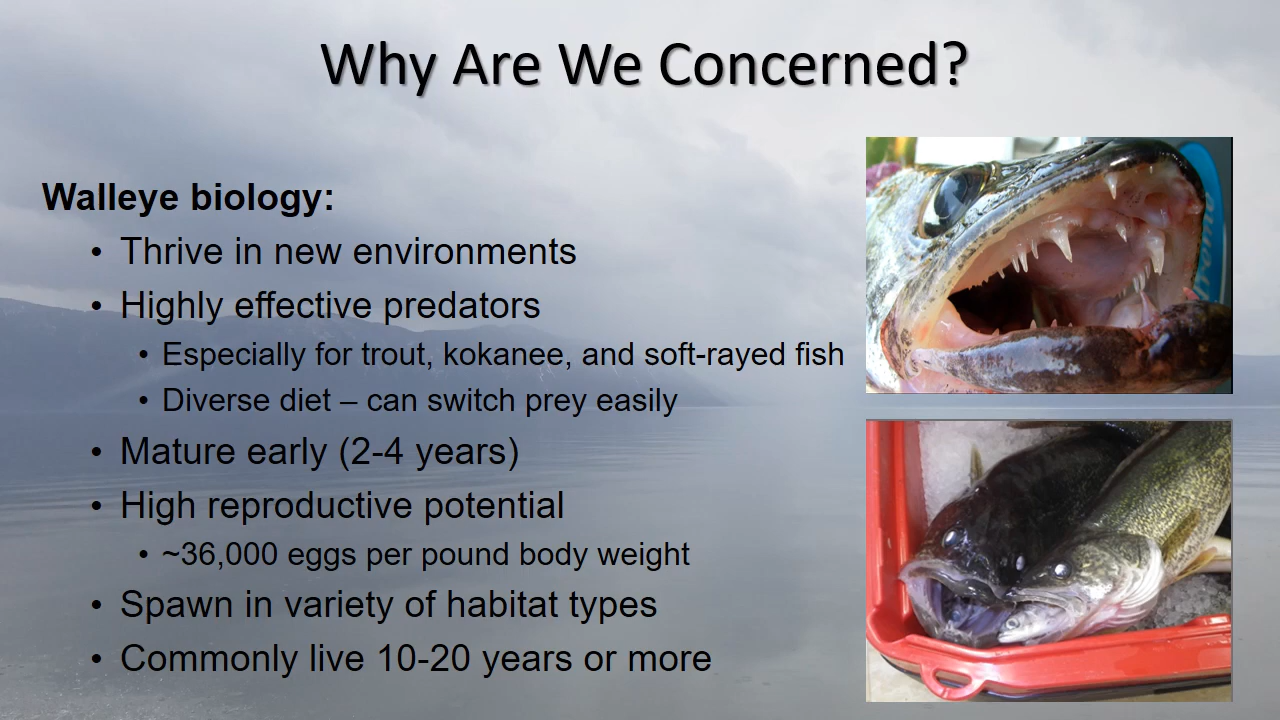 Why Are We Concerned?
Walleye biology:
• Thrive in new environments
• Highly effective predators
• Especially for trout, kokanee, and soft-rayed fish
• Diverse diet – can switch prey easily
• Mature early (2-4 years)
• High reproductive potential
• ~36,000 eggs per pound body weight
• Spawn in variety of habitat types
• Commonly live 10-20 years or more